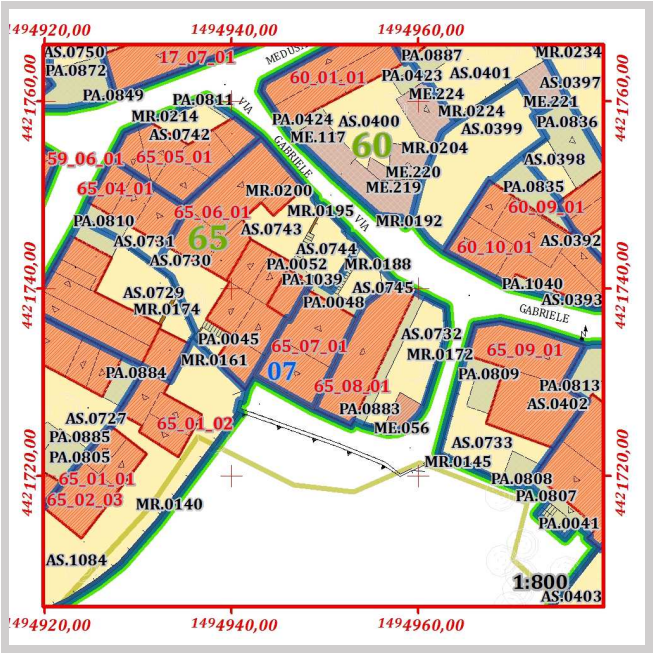 1494920,00 1494940,00 1494960,00
AS.0750 17_07_01 MEDUSA PA.0887 MR.0234
PA.0872 60_01_01 PA.0423 AS.0401 AS.0397
4421760,00 4421760,00
PA.0849 PA.0811 VIA ME.224 ME.221
MR.0214 PA.0424 AS.0400 MR.0224 PA.0836
AS.0742 ME.117 60 AS.0399
59_06_01 65_05_01 GABRIELE MR.0204 AS.0398
65_04_01 MR.0200 ME.220 PA.0835
ME.219
65_06_01 MR.0195 VIA MR.0192 60_09_01
PA.0810 65 AS.0743
AS.0731 AS.0744 60_10_01 AS.0392
AS.0730 PA.0052 MR.0188
PA.1039 AS.0745 PA.1040
4421740,00 4421740,00
AS.0729 PA.0048 AS.0393
MR.0174 GABRIELE
PA.0045 65_07_01 AS.0732 65_09_01
MR.0161 MR.0172
PA.0884 07 65_08_01 PA.0809 PA.0813
AS.0727 65_01_02 PA.0883 AS.0402
PA.0885 ME.056 AS.0733
PA.0805
4421720,00 4421720,00
65_01_01 MR.0145 PA.0808
65_02_03 MR.0140 PA.0807
PA.0041
AS.1084 1:800
AS.0403
1494920,00 1494940,00 1494960,00